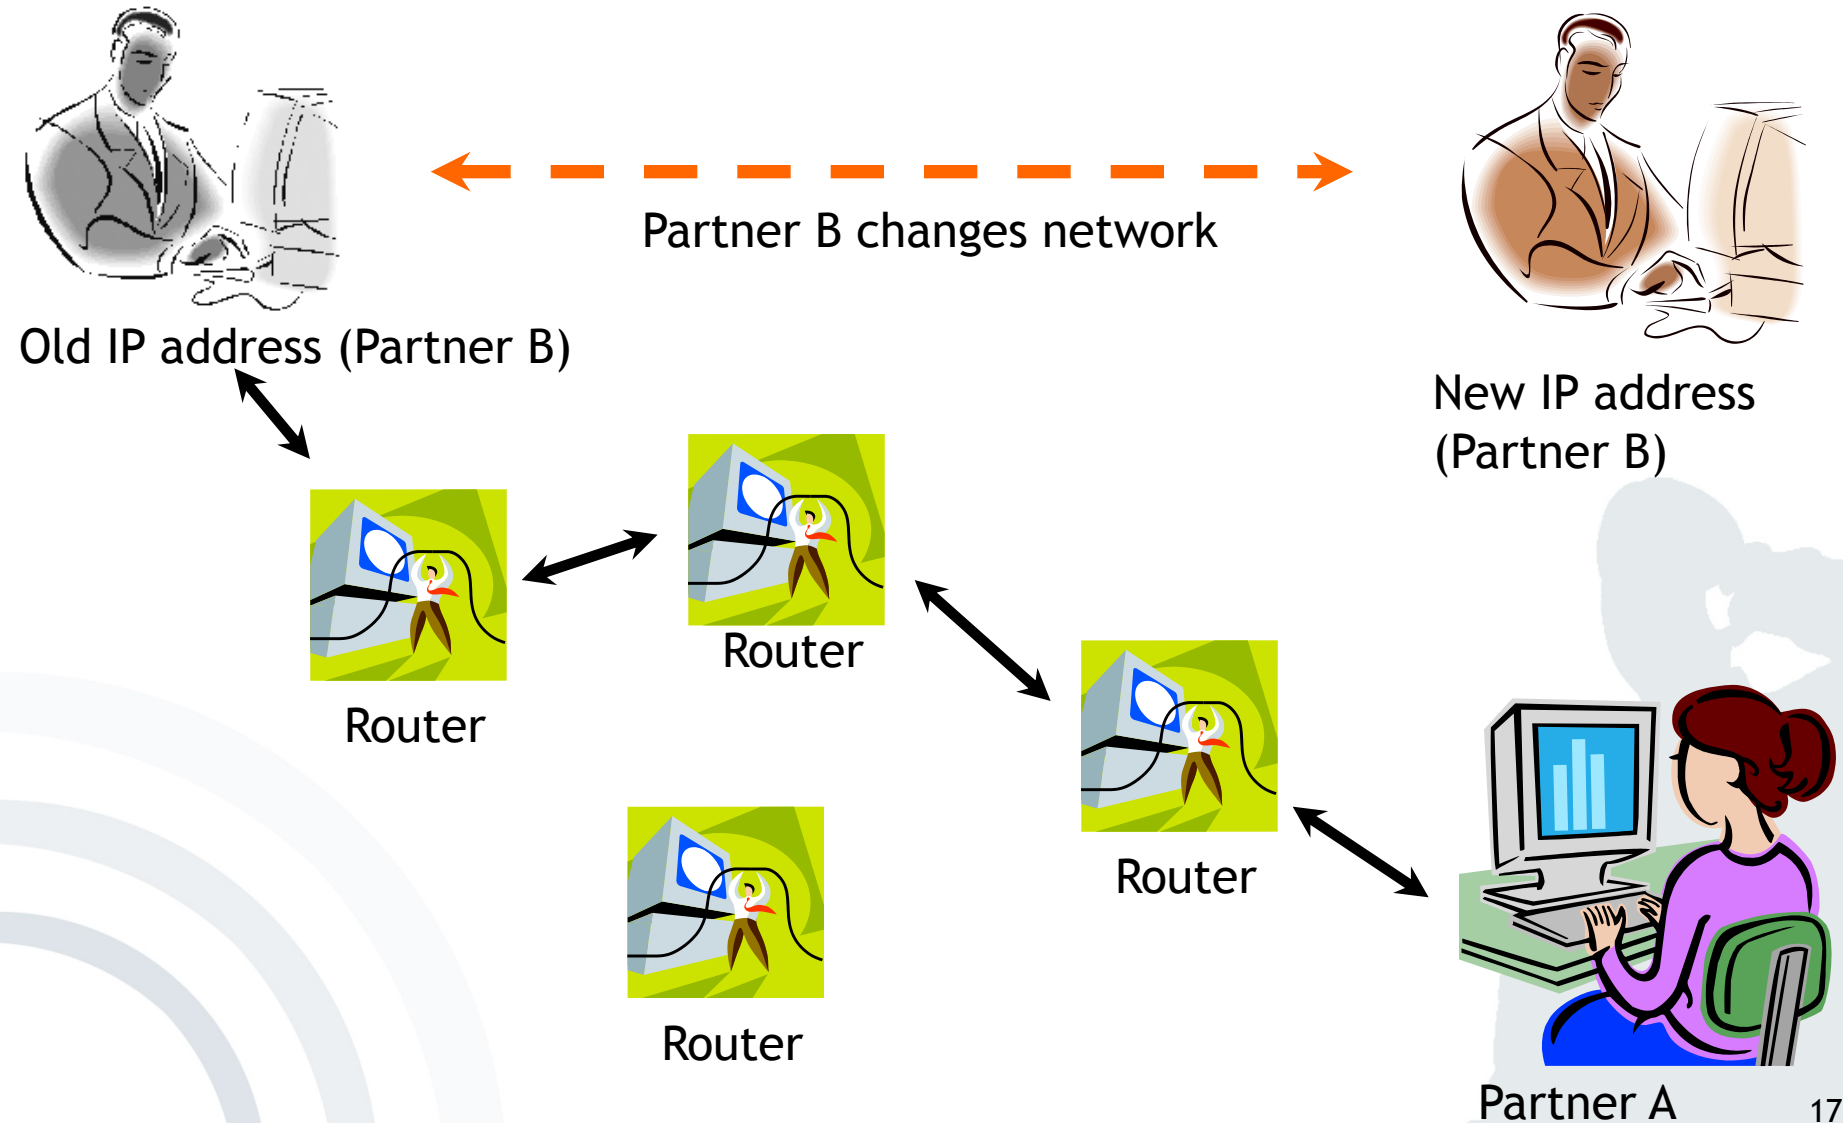 Partner B changes network
Old IP address (Partner B)
New IP address
(Partner B)
Router
Router
Router
Router
Partner A
17